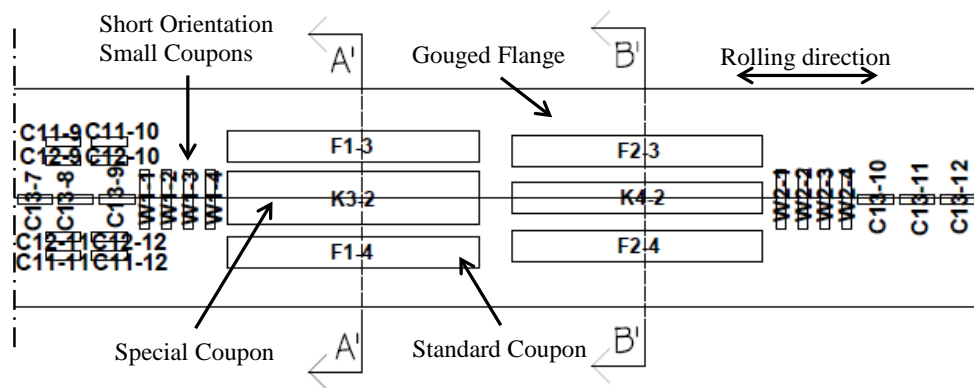 Short Orientation
Small Coupons
A'
Gouged Flange
B'
Rolling direction
C11-9 C11-10
C12-9 C12-10
C13-7
C13-8
C13-9
W1-1
W1-2
W1-3
W1-4
F1-3
K3-2
F1-4
F2-3
K4-2
F2-4
W2-1
W2-2
W2-3
W2-4
C13-10
C13-11
C13-12
C12-11 C12-12
C11-11 C11-12
Special Coupon
A'
Standard Coupon
B'